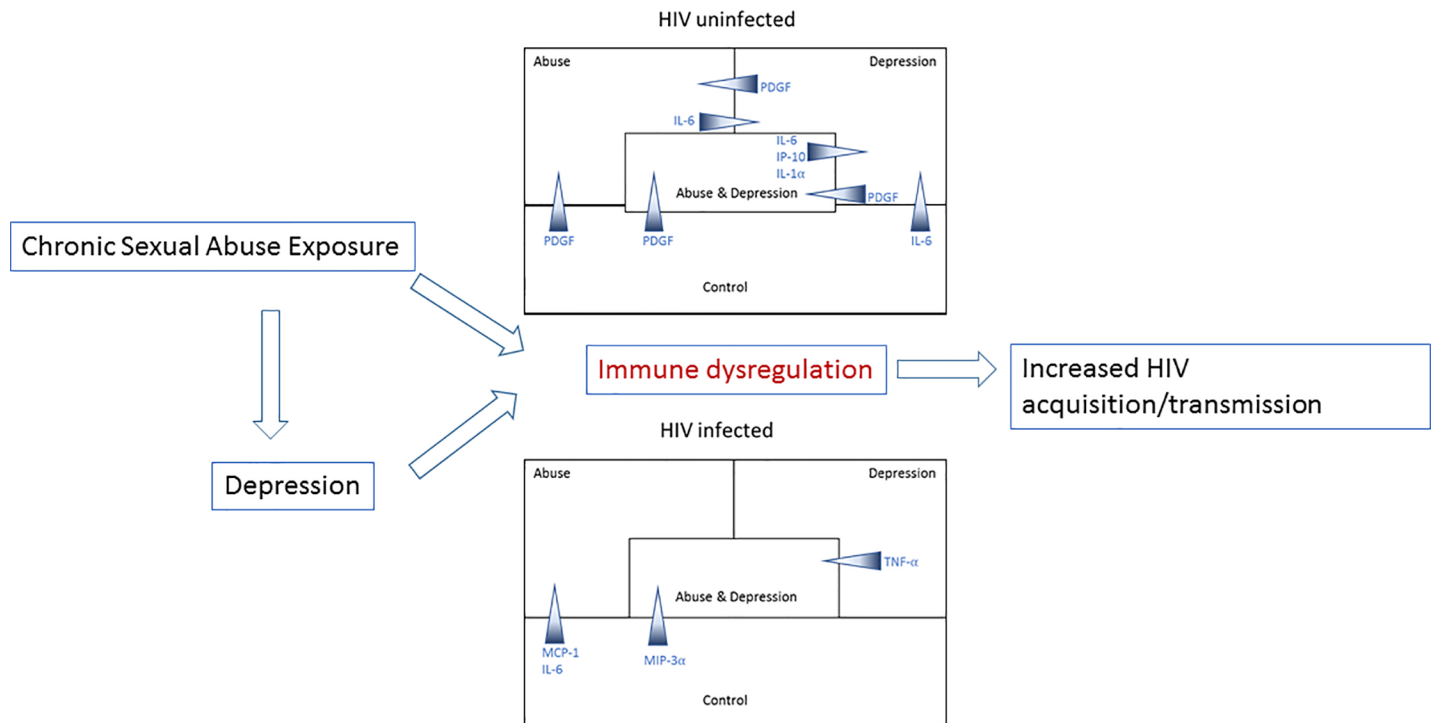 HIV uninfected
Abuse
Depression
PDGF
IL-6
IL-6
IP-10
IL-1α
Abuse & Depression
PDGF
PDGF
PDGF
IL-6
Control
Chronic Sexual Abuse Exposure
Immune dysregulation
Increased HIV
acquisition/transmission
Depression
HIV infected
Abuse
Depression
TNF-α
Abuse & Depression
MCP-1
IL-6
MIP-3α
Control